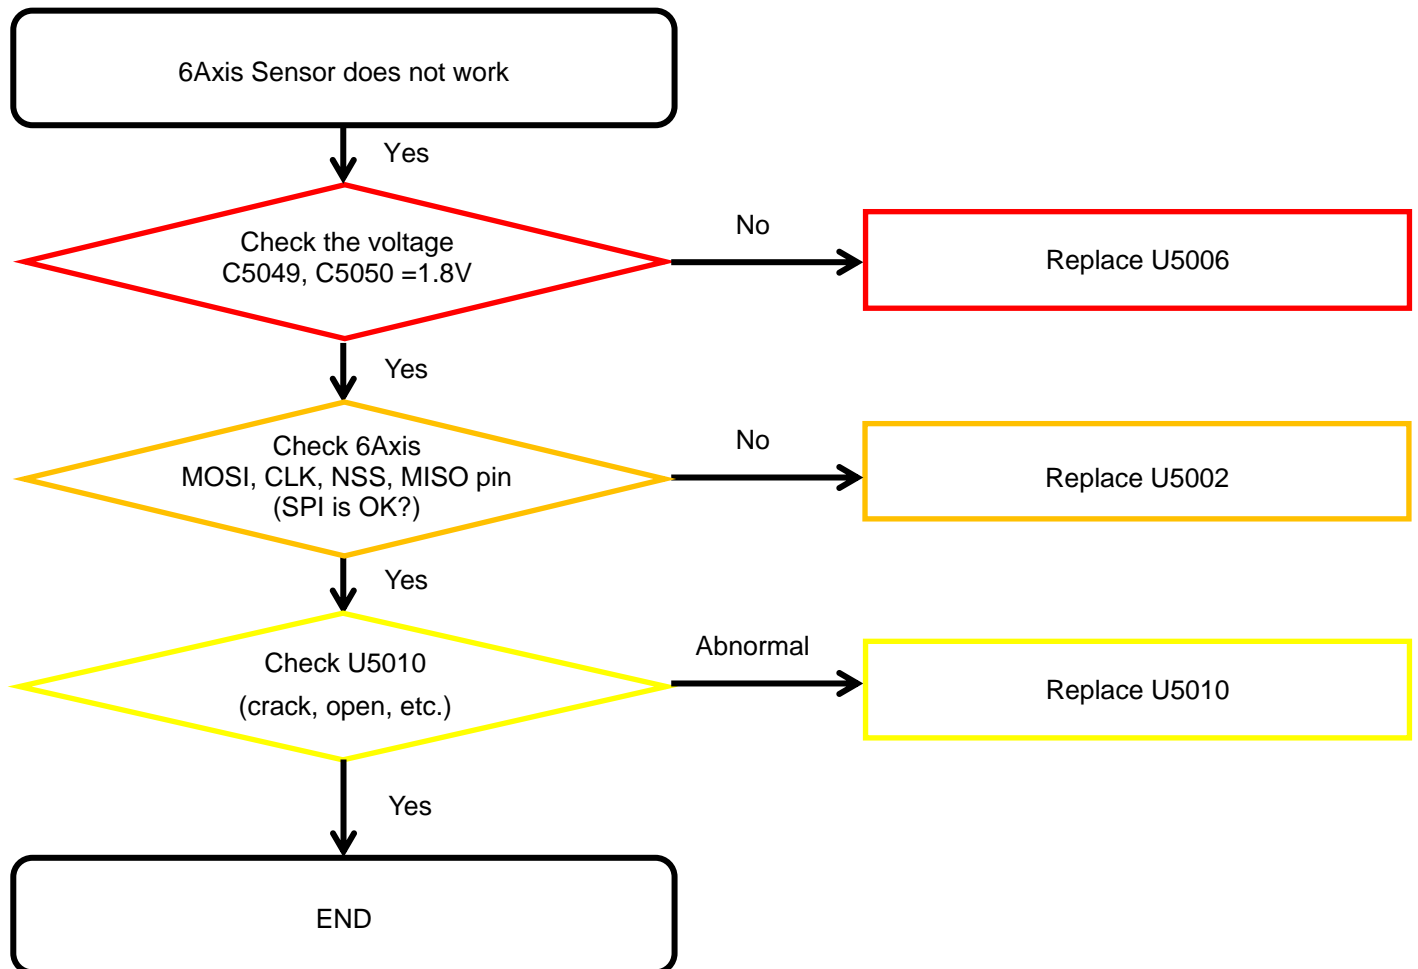 6Axis Sensor does not work
Yes
Check the voltage
C5049, C5050 =1.8V
No
Replace U5006
Yes
Check 6Axis
MOSI, CLK, NSS, MISO pin
(SPI is OK?)
No
Replace U5002
Yes
Check U5010
(crack, open, etc.)
Abnormal
Replace U5010
Yes
END